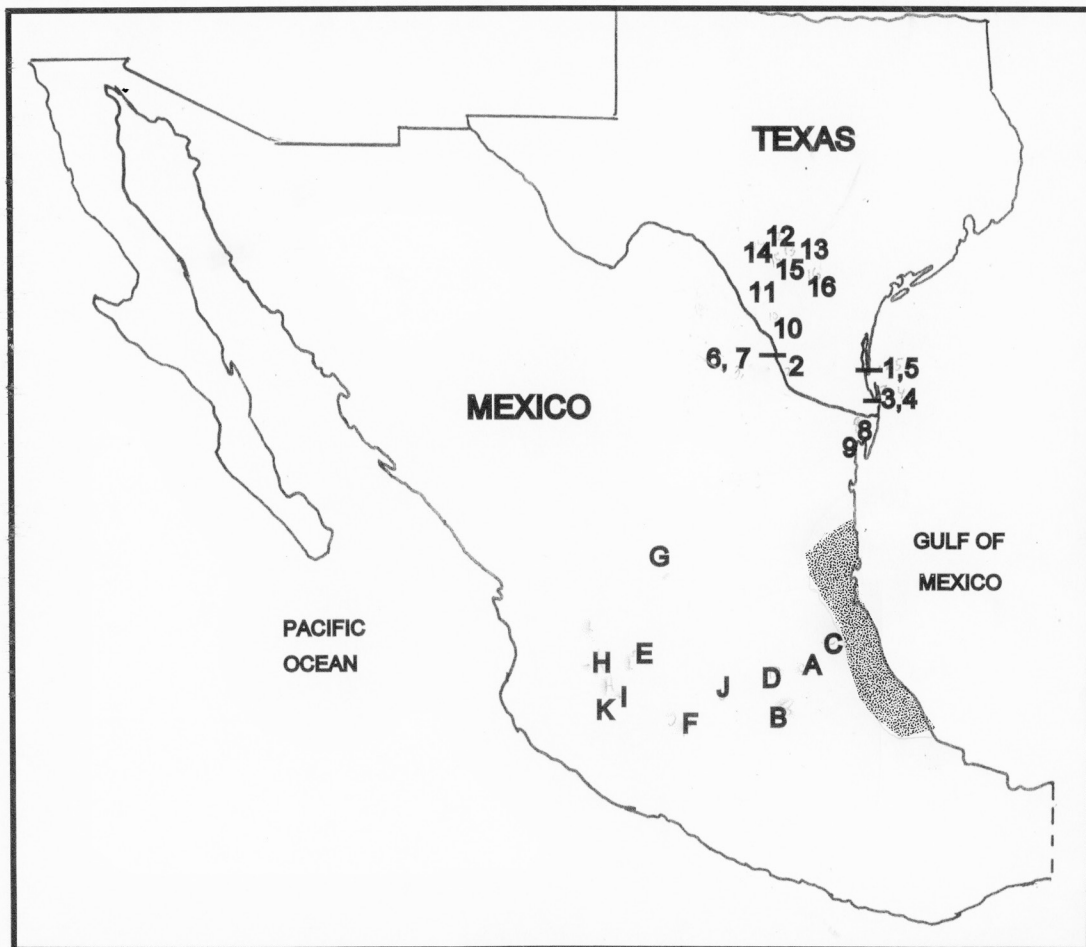 TEXAS
12
14
13
15
11
16
10
6, 7
2
1,5
3,4
MEXICO
8
9
GULF OF
MEXICO
G
PACIFIC
OCEAN
C
E
H
A
D
J
I
K
B
F